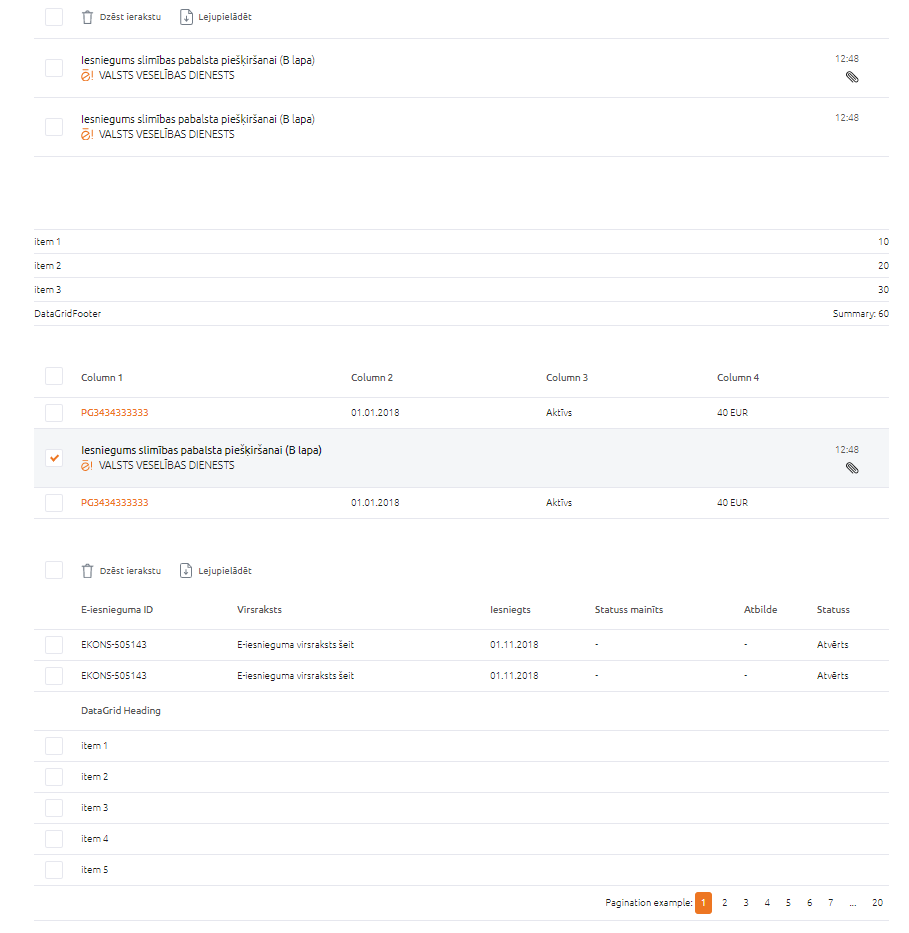 Dzēst ierakstu Lejupielādēt
Iesniegums slimības pabalsta piešķiršanai (B lapa) 12:48
VALSTS VESELĪBAS DIENESTS
Iesniegums slimības pabalsta piešķiršanai (B lapa) 12:48
VALSTS VESELĪBAS DIENESTS
item 1 10
item 2 20
item 3 30
DataGridFooter Summary: 60
Column 1 Column 2 Column 3 Column 4
PG3434333333 01.01.2018 Aktīvs 40 EUR
Iesniegums slimības pabalsta piešķiršanai (B lapa) 12:48
VALSTS VESELĪBAS DIENESTS
PG3434333333 01.01.2018 Aktīvs 40 EUR
Dzēst ierakstu Lejupielādēt
E-iesnieguma ID Virsraksts Iesniegts Statuss mainīts Atbilde Statuss
EKONS-505143 E-iesnieguma virsraksts šeit 01.11.2018 - - Atvērts
EKONS-505143 E-iesnieguma virsraksts šeit 01.11.2018 - - Atvērts
DataGrid Heading
item 1
item 2
item 3
item 4
item 5
Pagination example: 1 2 3 4 5 6 7 ... 20